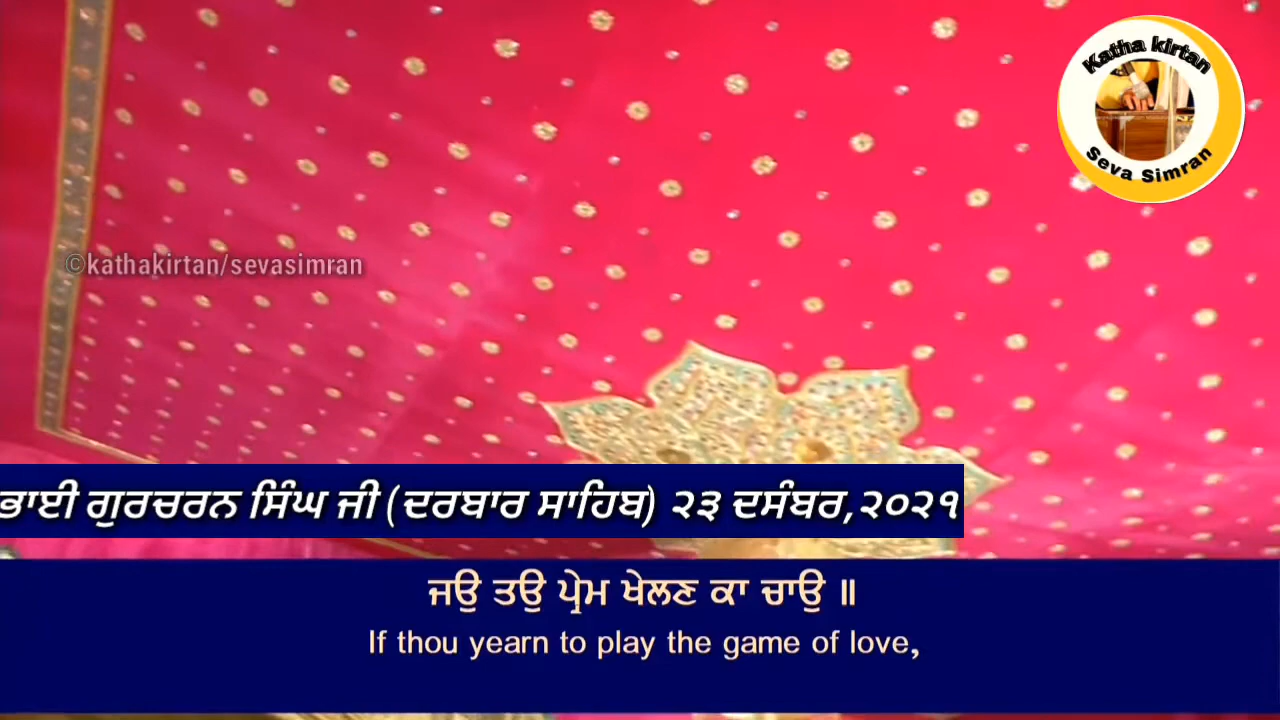 Katha kirtan
Seva Simran
©kathakirtan/sevasimran
ਭਾਈ ਗੁਰਚਰਨ ਸਿੰਘ ਜੀ (ਦਰਬਾਰ ਸਾਹਿਬ) ੨੩ ਦਸੰਬਰ,੨੦੨੧
ਜਉ ਤਉ ਪ੍ਰੇਮ ਖੇਲਣ ਕਾ ਚਾਉ ॥
If thou yearn to play the game of love,